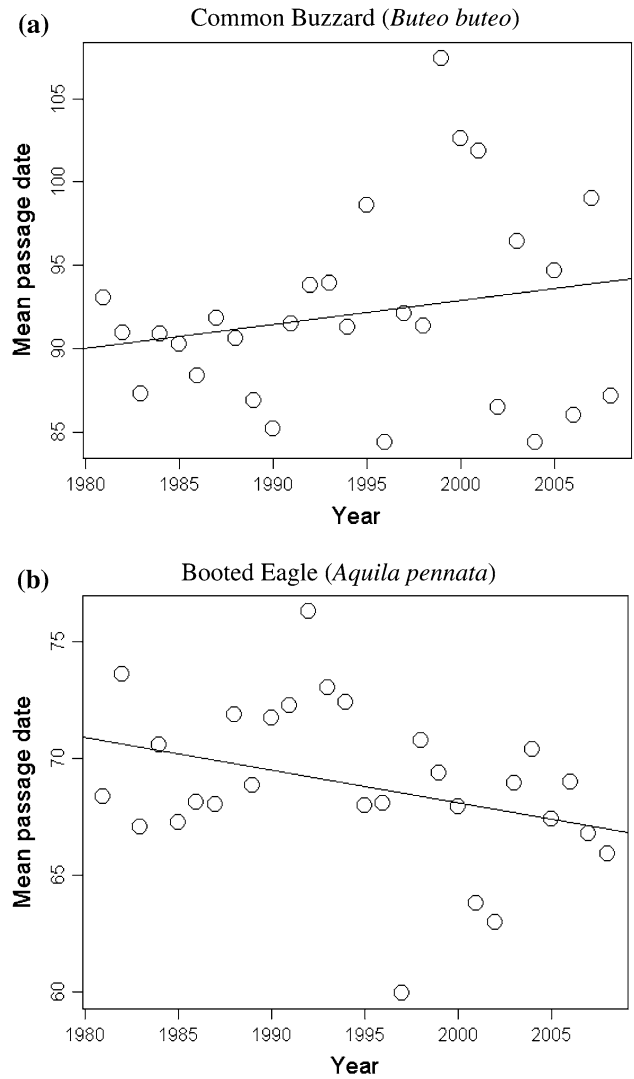 (a)
Common Buzzard (Buteo buteo)
Mean passage date
105
100
95
90
85
1980 1985 1990 1995 2000 2005
Year
(b)
Booted Eagle (Aquila pennata)
Mean passage date
75
70
65
60
1980 1985 1990 1995 2000 2005
Year